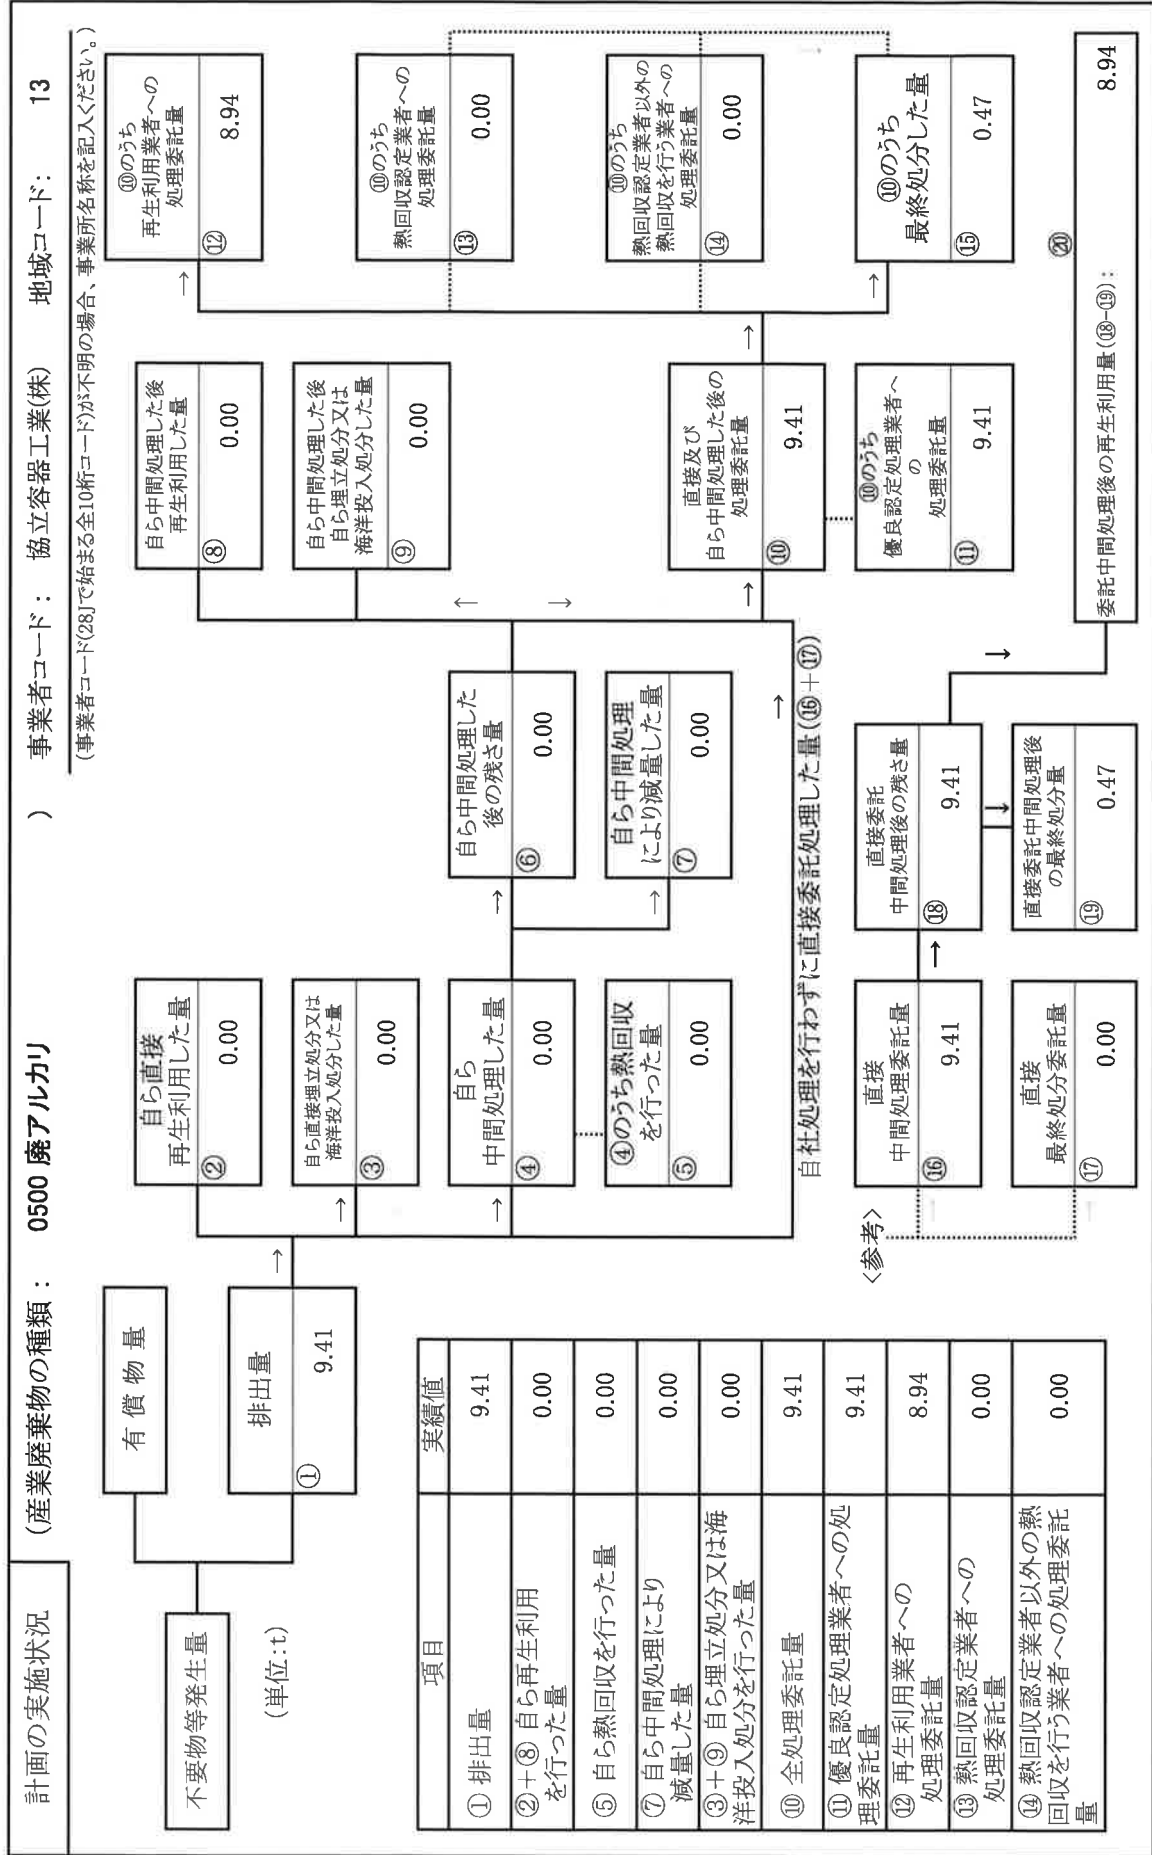 計画の実施状況
(産業廃棄物の種類 : 0500 廃アルカリ )
事業者コード : 協立容器工業(株) 地域コード : 13
(事業者コード(「28」で始まる全10桁コード)が不明の場合、事業所名称を記入ください。)
不要物等発生量
(単位:t)
有 償 物 量
排出量
① 9.41
→
自ら直接
再生利用した量
② 0.00
→
自ら直接埋立処分又は
海洋投入処分した量
③ 0.00
→
自ら
中間処理した量
④ 0.00
④のうち熱回収
を行った量
⑤ 0.00
→
自ら中間処理した
後の残さ量
⑥ 0.00
→
自ら中間処理
により減量した量
⑦ 0.00
自ら中間処理した後
再生利用した量
⑧ 0.00
自ら中間処理した後
自ら埋立処分又は
海洋投入処分した量
⑨ 0.00
↑
↓
→
自社処理を行わずに直接委託処理した量(⑯+⑰)
→
直接及び
自ら中間処理した後の
処理委託量
⑩ 9.41
⑩のうち
優良認定処理業者へ
の
処理委託量
⑪ 9.41
→
→
⑩のうち
再生利用業者への
処理委託量
⑫ 8.94
⑩のうち
熱回収認定業者への
処理委託量
⑬ 0.00
⑩のうち
熱回収認定業者以外の
熱回収を行う業者への
処理委託量
⑭ 0.00
→
⑩のうち
最終処分した量
⑮ 0.47
<参考>
→
直接
中間処理委託量
⑯ 9.41
→
直接
最終処分委託量
⑰ 0.00
→
直接委託
中間処理後の残さ量
⑱ 9.41
↓
直接委託中間処理後
の最終処分量
⑲ 0.47
↓
⑳
委託中間処理後の再生利用量(⑱-⑲) : 8.94
項目 実績値
① 排出量 9.41
②+⑧ 自ら再生利用
を行った量 0.00
⑤ 自ら熱回収を行った量 0.00
⑦ 自ら中間処理により
減量した量 0.00
③+⑨ 自ら埋立処分又は海
洋投入処分を行った量 0.00
⑩ 全処理委託量 9.41
⑪ 優良認定処理業者への処
理委託量 9.41
⑫ 再生利用業者への
処理委託量 8.94
⑬ 熱回収認定業者への
処理委託量 0.00
⑭ 熱回収認定業者以外の熱
回収を行う業者への処理委託
量 0.00